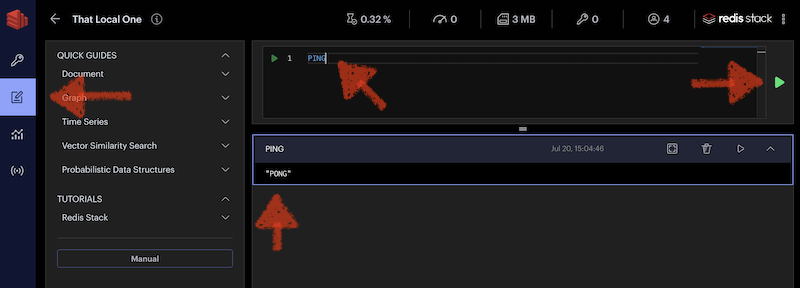 That Local One
0.32 %
0
3 MB
0
4
redis stack
QUICK GUIDES
Document
Graph
Time Series
Vector Similarity Search
Probabilistic Data Structures
TUTORIALS
Redis Stack
Manual
1 PING
PING
Jul 20, 15:04:46
"PONG"